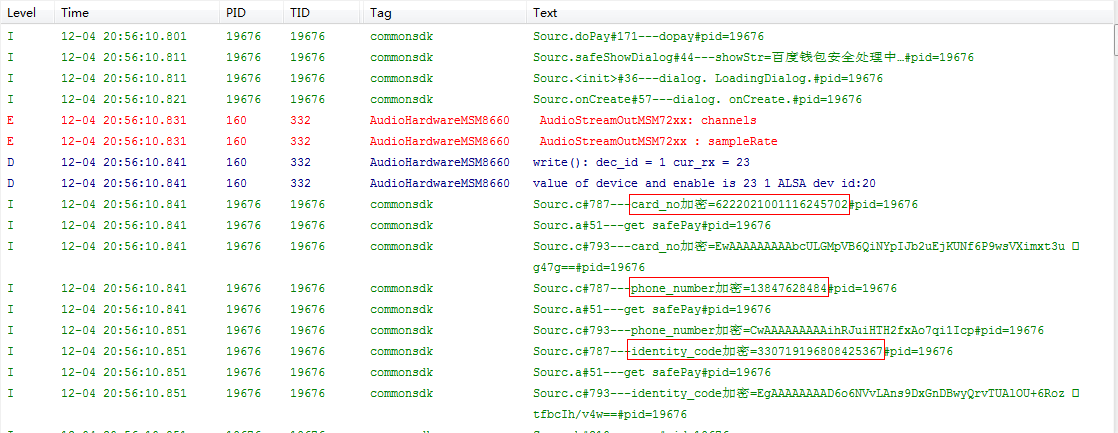 Level Time PID TID Tag Text
I 12-04 20:56:10.801 19676 19676 commonsdk Sourc.doPay#171---dopay#pid=19676
I 12-04 20:56:10.811 19676 19676 commonsdk Sourc.safeShowDialog#44---showStr=百度钱包安全处理中…#pid=19676
I 12-04 20:56:10.811 19676 19676 commonsdk Sourc.<init>#36---dialog. LoadingDialog.#pid=19676
I 12-04 20:56:10.821 19676 19676 commonsdk Sourc.onCreate#57---dialog. onCreate.#pid=19676
E 12-04 20:56:10.831 160 332 AudioHardwareMSM8660 AudioStreamOutMSM72xx: channels
E 12-04 20:56:10.831 160 332 AudioHardwareMSM8660 AudioStreamOutMSM72xx : sampleRate
D 12-04 20:56:10.841 160 332 AudioHardwareMSM8660 write(): dec_id = 1 cur_rx = 23
D 12-04 20:56:10.841 160 332 AudioHardwareMSM8660 value of device and enable is 23 1 ALSA dev id:20
I 12-04 20:56:10.841 19676 19676 commonsdk Sourc.c#787---card_no加密=6222021001116245702#pid=19676
I 12-04 20:56:10.841 19676 19676 commonsdk Sourc.a#51---get safePay#pid=19676
I 12-04 20:56:10.841 19676 19676 commonsdk Sourc.c#793---card_no加密=EwAAAAAAAAAbcULGMpVB6QiNYpIJb2uEjKUNf6P9wsVXimxt3u
g47g==#pid=19676
I 12-04 20:56:10.841 19676 19676 commonsdk Sourc.c#787---phone_number加密=13847628484#pid=19676
I 12-04 20:56:10.841 19676 19676 commonsdk Sourc.a#51---get safePay#pid=19676
I 12-04 20:56:10.851 19676 19676 commonsdk Sourc.c#793---phone_number加密=CwAAAAAAAAAihRJuiHTH2fxAo7qi1Icp#pid=19676
I 12-04 20:56:10.851 19676 19676 commonsdk Sourc.c#787---identity_code加密=330719196808425367#pid=19676
I 12-04 20:56:10.851 19676 19676 commonsdk Sourc.a#51---get safePay#pid=19676
I 12-04 20:56:10.851 19676 19676 commonsdk Sourc.c#793---identity_code加密=EgAAAAAAAAD6o6NVvLAns9DxGnDBwyQrvTUAlOU+6Roz
tfbcIh/v4w==#pid=19676